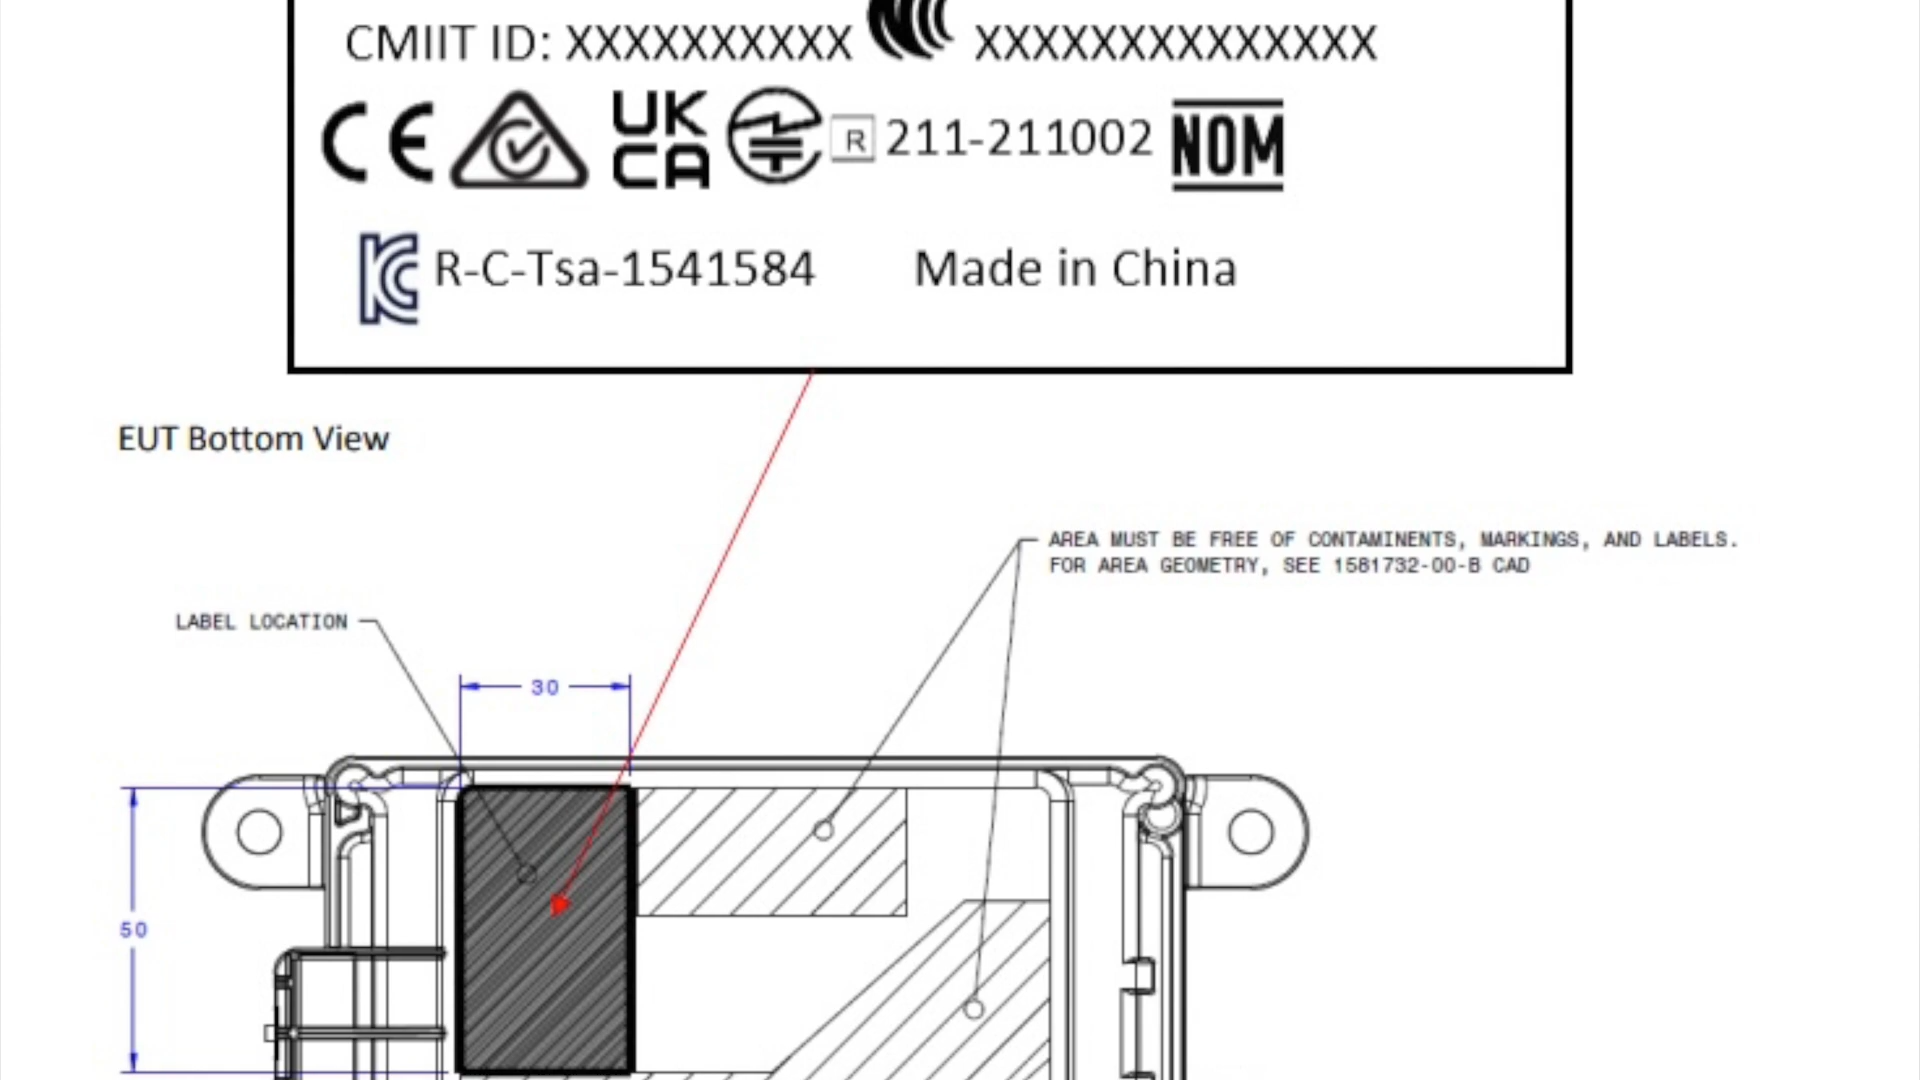 CMIIT ID: XXXXXXXXXX XXXXXXXXXXXXXX
CE UK CA R 211-211002 NOM
KC R-C-Tsa-1541584 Made in China
EUT Bottom View
AREA MUST BE FREE OF CONTAMINENTS, MARKINGS, AND LABELS.
FOR AREA GEOMETRY, SEE 1581732-00-B CAD
LABEL LOCATION
30
50